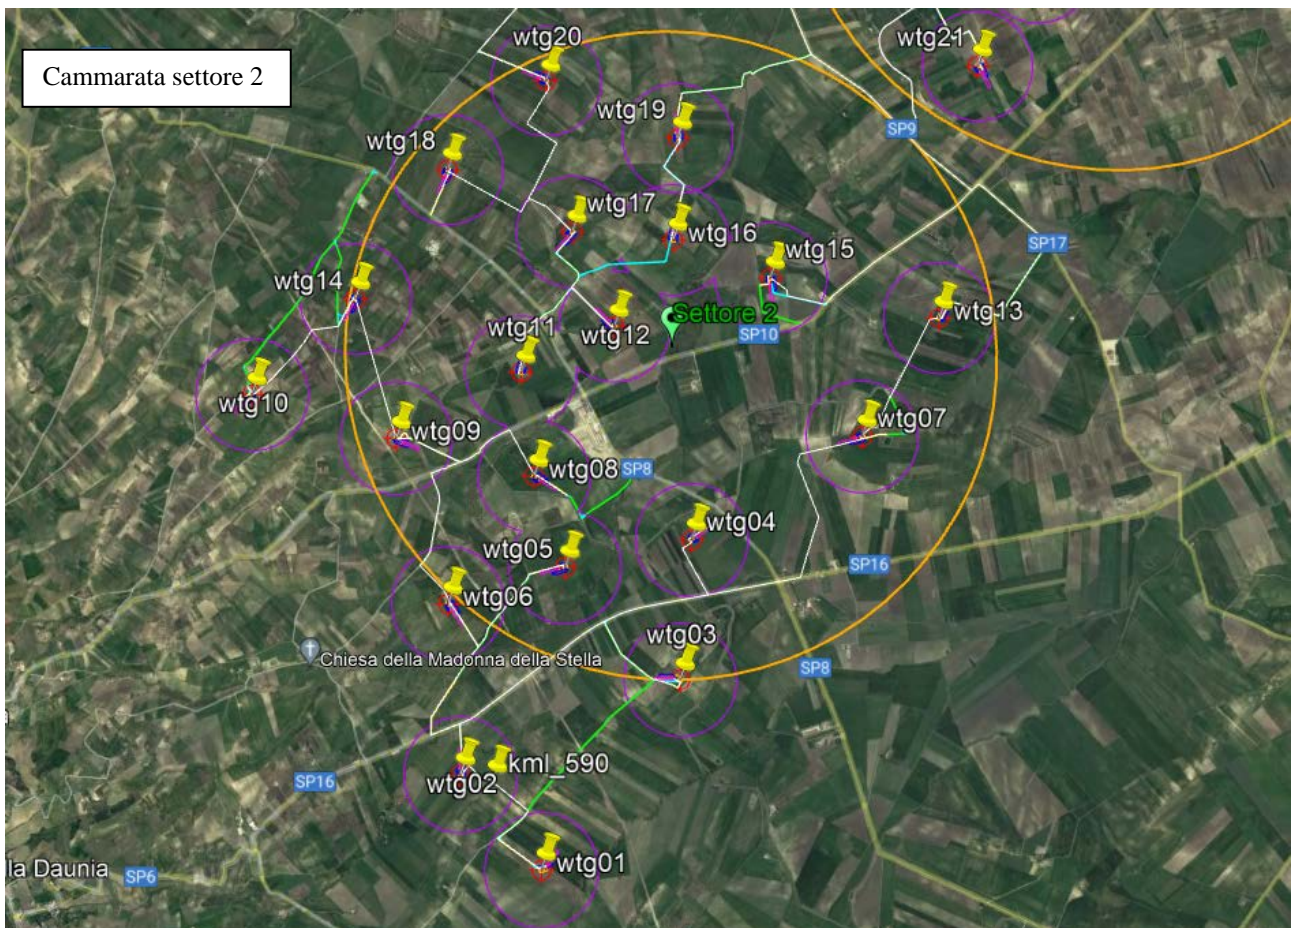 Cammarata settore 2
wtg20
wtg21
wtg19
SP9
wtg18
wtg17
wtg16
SP17
wtg15
wtg14
Settore 2
wtg13
wtg11
wtg12
SP10
wtg10
wtg09
wtg07
wtg08
SP8
wtg04
wtg05
SP16
wtg06
wtg03
Chiesa della Madonna della Stella
SP8
kml_590
wtg02
SP16
wtg01
lla Daunia
SP6